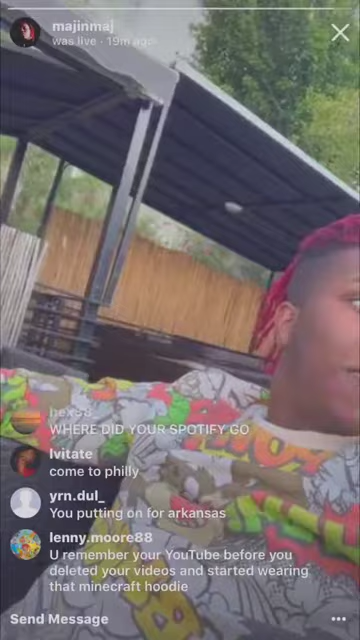 majinmaj
was live · 19m ago
hex58
WHERE DID YOUR SPOTIFY GO
lvitate
come to philly
yrn.dul_
You putting on for arkansas
lenny.moore88
U remember your YouTube before you
deleted your videos and started wearing
that minecraft hoodie
Send Message